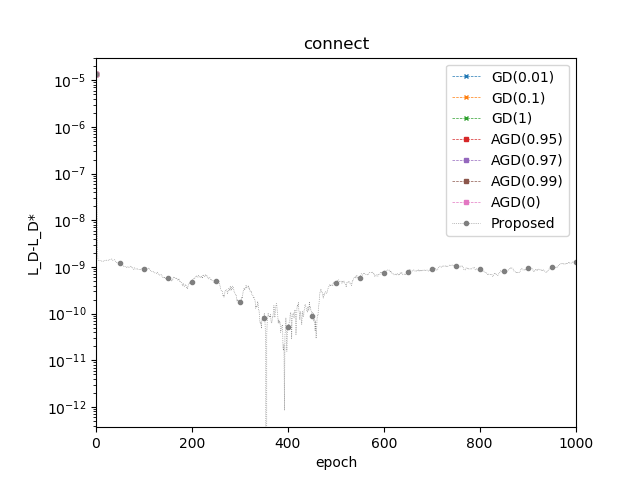 connect
L_D-L_D*
10⁻⁵
10⁻⁶
10⁻⁷
10⁻⁸
10⁻⁹
10⁻¹⁰
10⁻¹¹
10⁻¹²
GD(0.01)
GD(0.1)
GD(1)
AGD(0.95)
AGD(0.97)
AGD(0.99)
AGD(0)
Proposed
0 200 400 600 800 1000
epoch